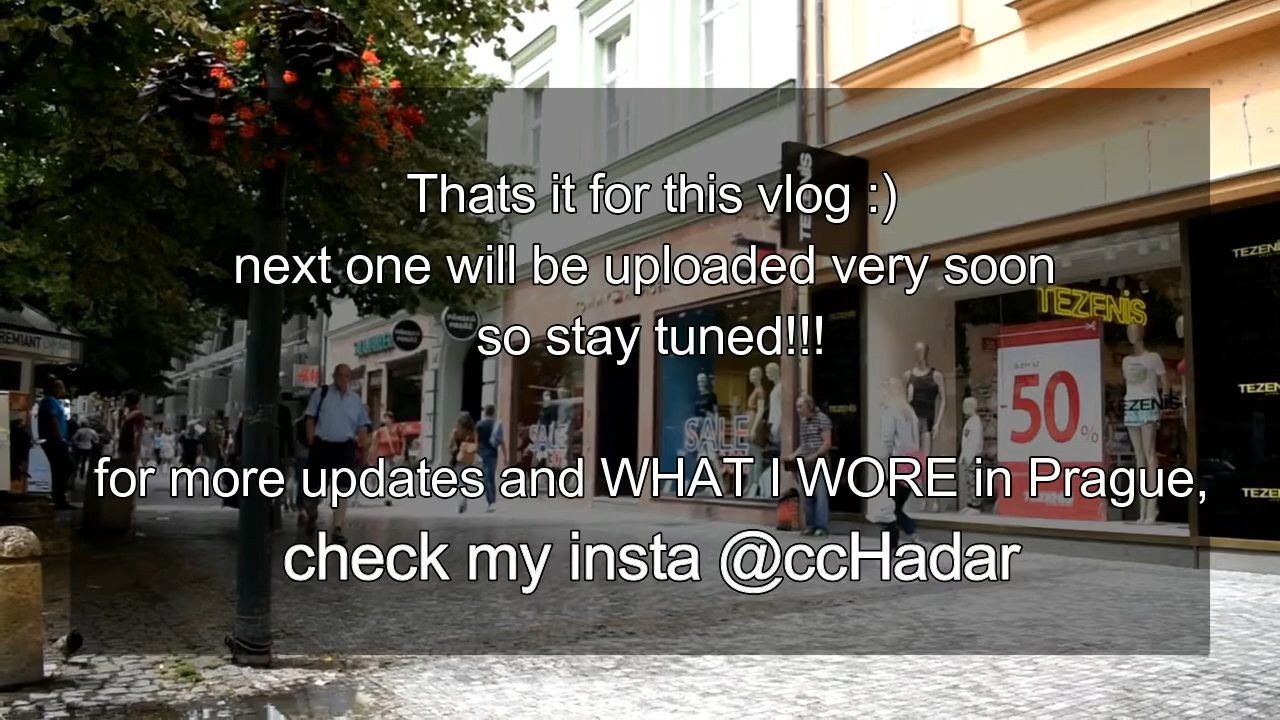 Thats it for this vlog :)
next one will be uploaded very soon
so stay tuned!!!
for more updates and WHAT I WORE in Prague,
check my insta @ccHadar
TEZENIS
SALE
SALE
-50%
TEZENIS
TEZENIS
H&M